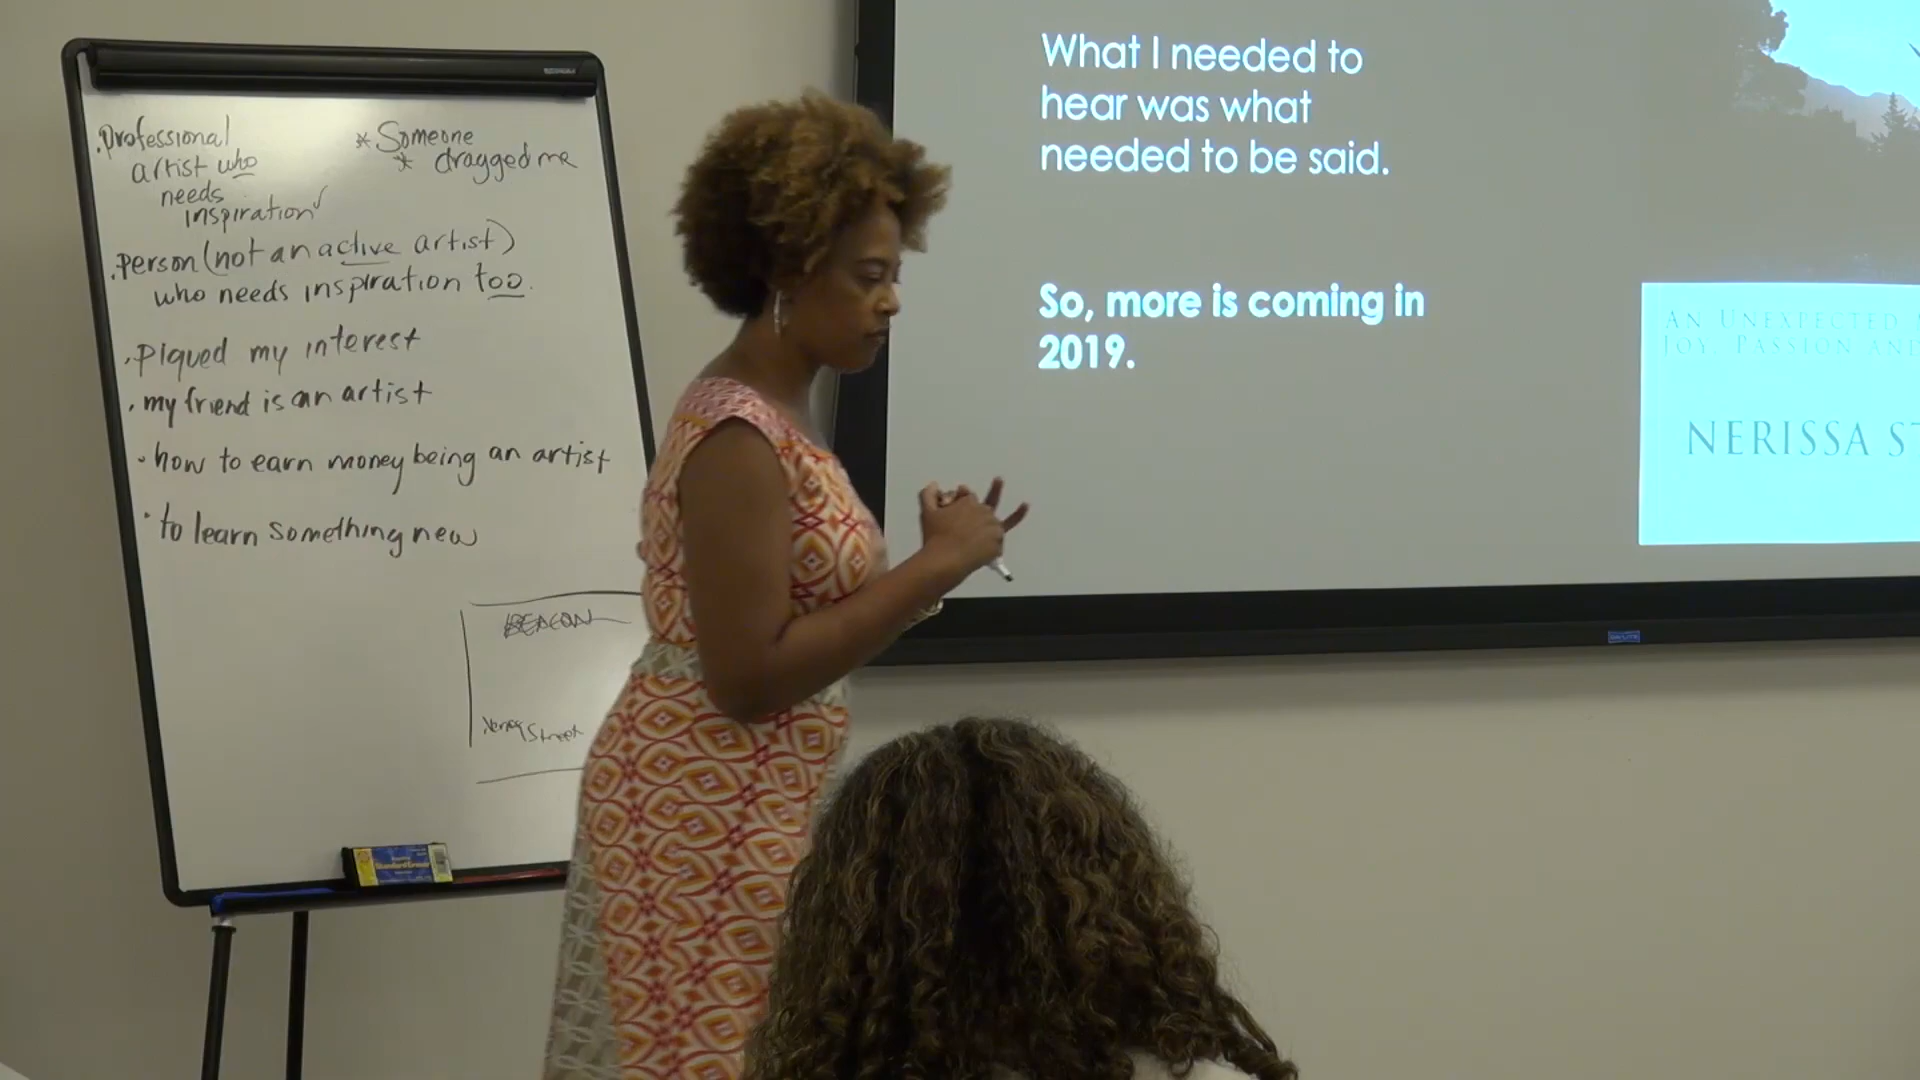 .Professional
artist who
needs
inspiration
* Someone
* dragged me
.Person (not an active artist)
who needs inspiration too.
.Piqued my interest
.my friend is an artist
.how to earn money being an artist
.to learn something new
BEACON
Street
What I needed to
hear was what
needed to be said.
So, more is coming in
2019.
AN UNEXPECTED
JOY, PASSION AND
NERISSA ST
DA-LITE